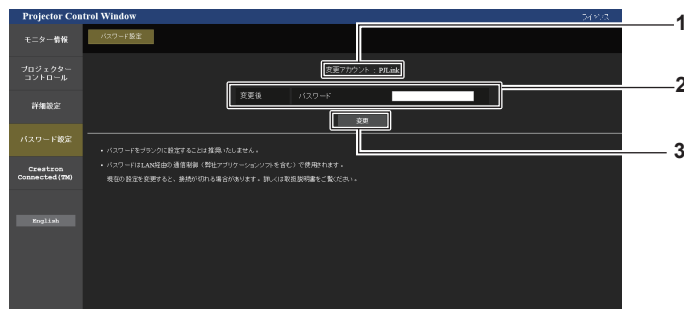 Projector Control Window
ライセンス
1
モニター情報
パスワード設定
変更アカウント : PJLink
プロジェクター
コントロール
2
変更後 パスワード
詳細設定
変更
パスワード設定
3
• パスワードをブランクに設定することは推奨いたしません。
• パスワードはLAN経由の通信制御（弊社アプリケーションソフトを含む）で使用されます。
現在の設定を変更すると、接続が切れる場合があります。詳しくは取扱説明書をご覧ください。
Crestron
Connected(TM)
English